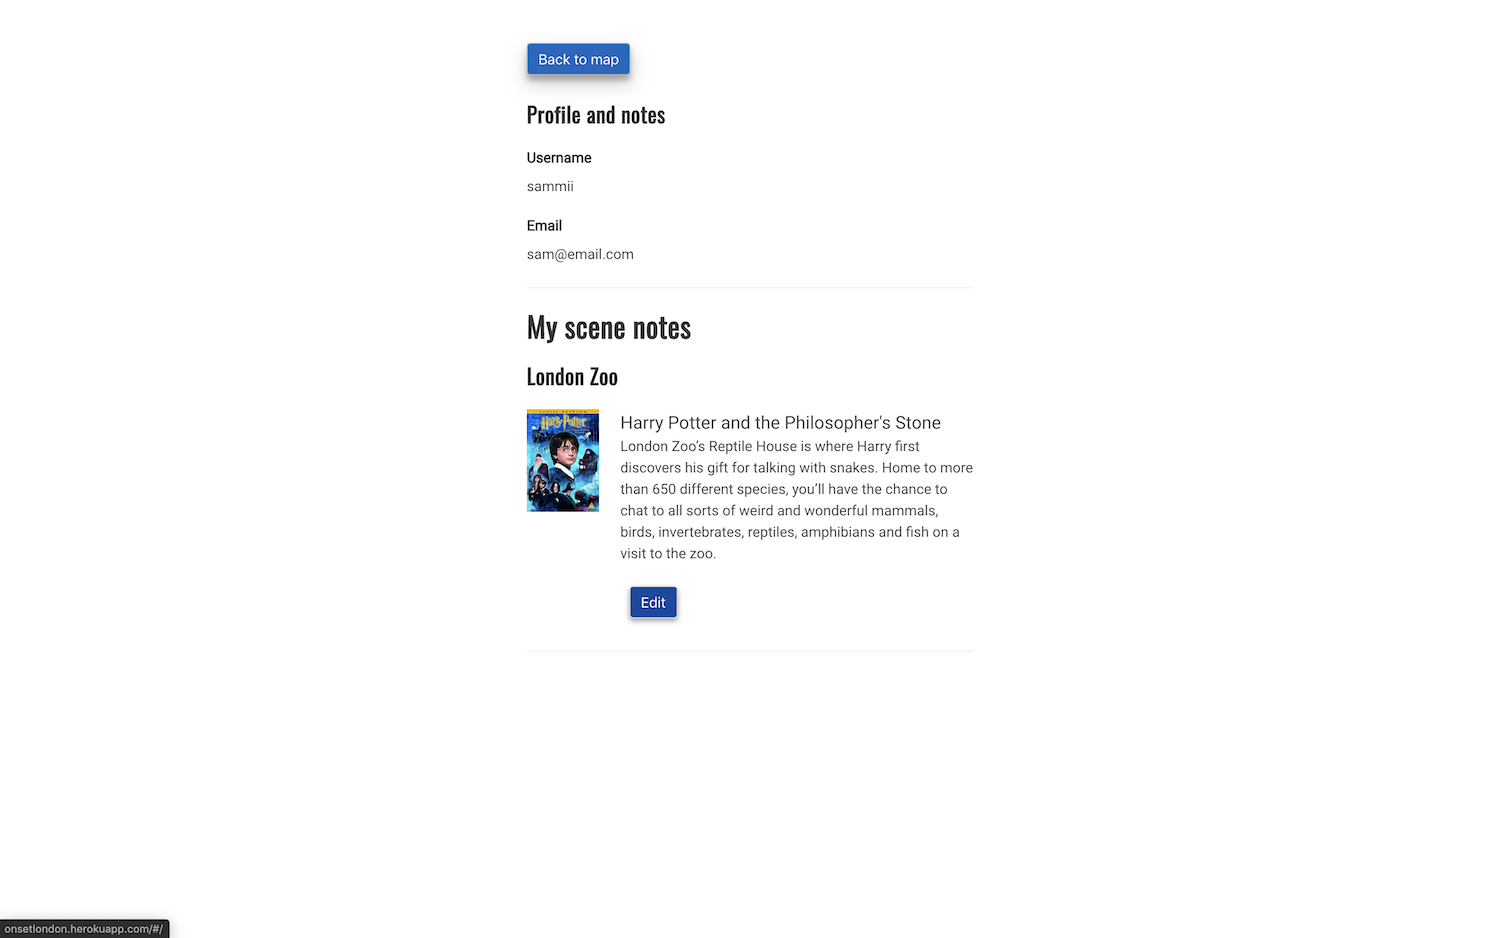 Back to map
Profile and notes
Username
sammii
Email
sam@email.com
My scene notes
London Zoo
Harry Potter
Harry Potter and the Philosopher's Stone
London Zoo’s Reptile House is where Harry first
discovers his gift for talking with snakes. Home to more
than 650 different species, you’ll have the chance to
chat to all sorts of weird and wonderful mammals,
birds, invertebrates, reptiles, amphibians and fish on a
visit to the zoo.
Edit
onsetlondon.herokuapp.com/#/